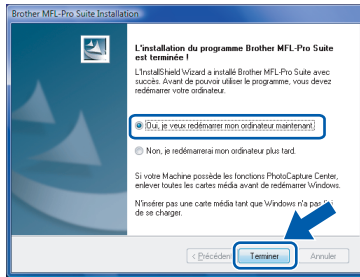 Brother MFL-Pro Suite Installation
L'installation du programme Brother MFL-Pro Suite
est terminée !
L'InstallShield Wizard a installé Brother MFL-Pro Suite avec
succès. Avant de pouvoir utiliser le programme, vous devez
redémarrer votre ordinateur.
Oui, je veux redémarrer mon ordinateur maintenant.
Non, je redémarrerai mon ordinateur plus tard.
Si votre Machine possède les fonctions PhotoCapture Center,
enlever toutes les cartes média avant de redémarrer Windows.
N'insérer pas une carte média tant que Windows n'a pas fini
de se charger.
< Précédent
Terminer
Annuler